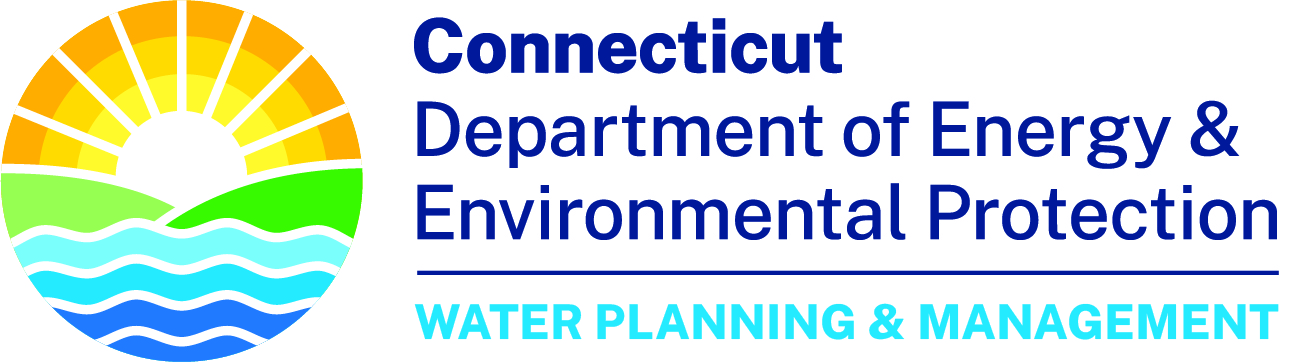 Connecticut
Department of Energy &
Environmental Protection
WATER PLANNING & MANAGEMENT